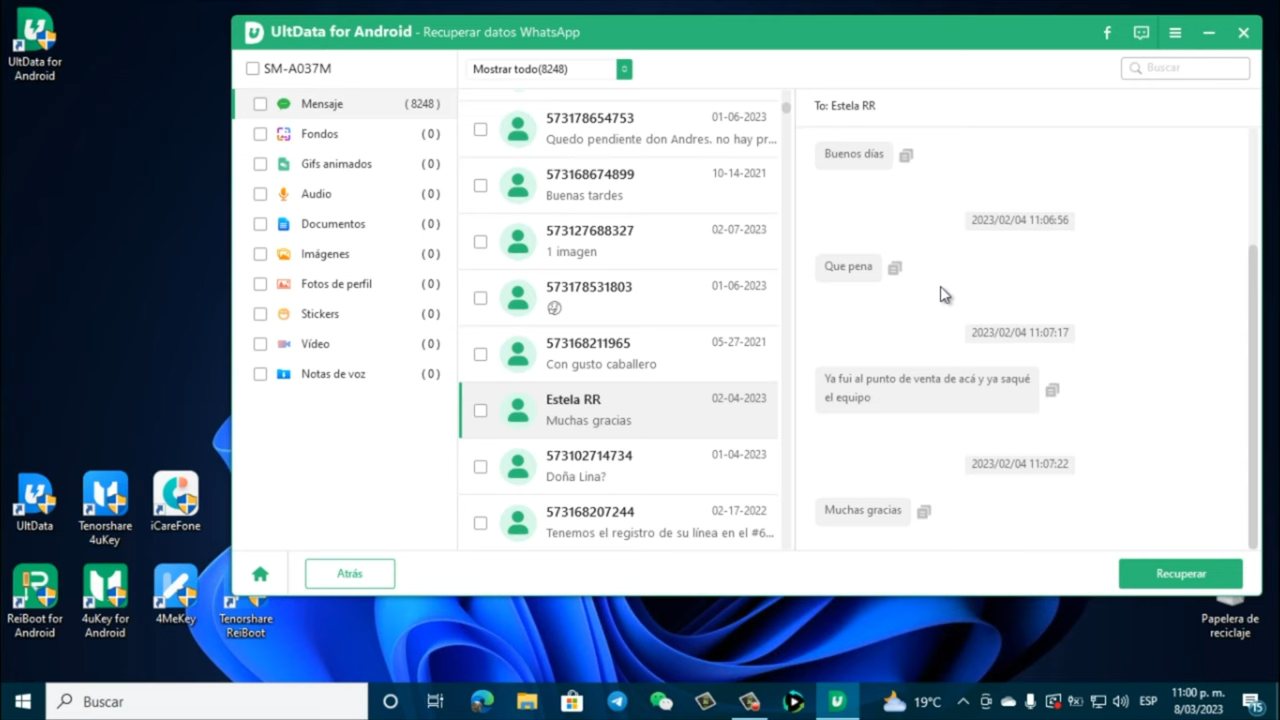 UltData for Android
UltData for Android - Recuperar datos WhatsApp
SM-A037M
Mensaje (8248)
Fondos (0)
Gifs animados (0)
Audio (0)
Documentos (0)
Imágenes (0)
Fotos de perfil (0)
Stickers (0)
Vídeo (0)
Notas de voz (0)
Mostrar todo(8248)
Buscar
573178654753 01-06-2023
Quedo pendiente don Andres. no hay pr...
573168674899 10-14-2021
Buenas tardes
573127688327 02-07-2023
1 imagen
573178531803 01-06-2023
573168211965 05-27-2021
Con gusto caballero
Estela RR 02-04-2023
Muchas gracias
573102714734 01-04-2023
Doña Lina?
573168207244 02-17-2022
Tenemos el registro de su línea en el #6...
To: Estela RR
Buenos días
2023/02/04 11:06:56
Que pena
2023/02/04 11:07:17
Ya fui al punto de venta de acá y ya saqué
el equipo
2023/02/04 11:07:22
Muchas gracias
Atrás
Recuperar
UltData
Tenorshare
4uKey
iCareFone
ReiBoot for
Android
4uKey for
Android
4MeKey
Tenorshare
ReiBoot
Papelera de
reciclaje
Buscar
19°C
ESP
11:00 p. m.
8/03/2023
15